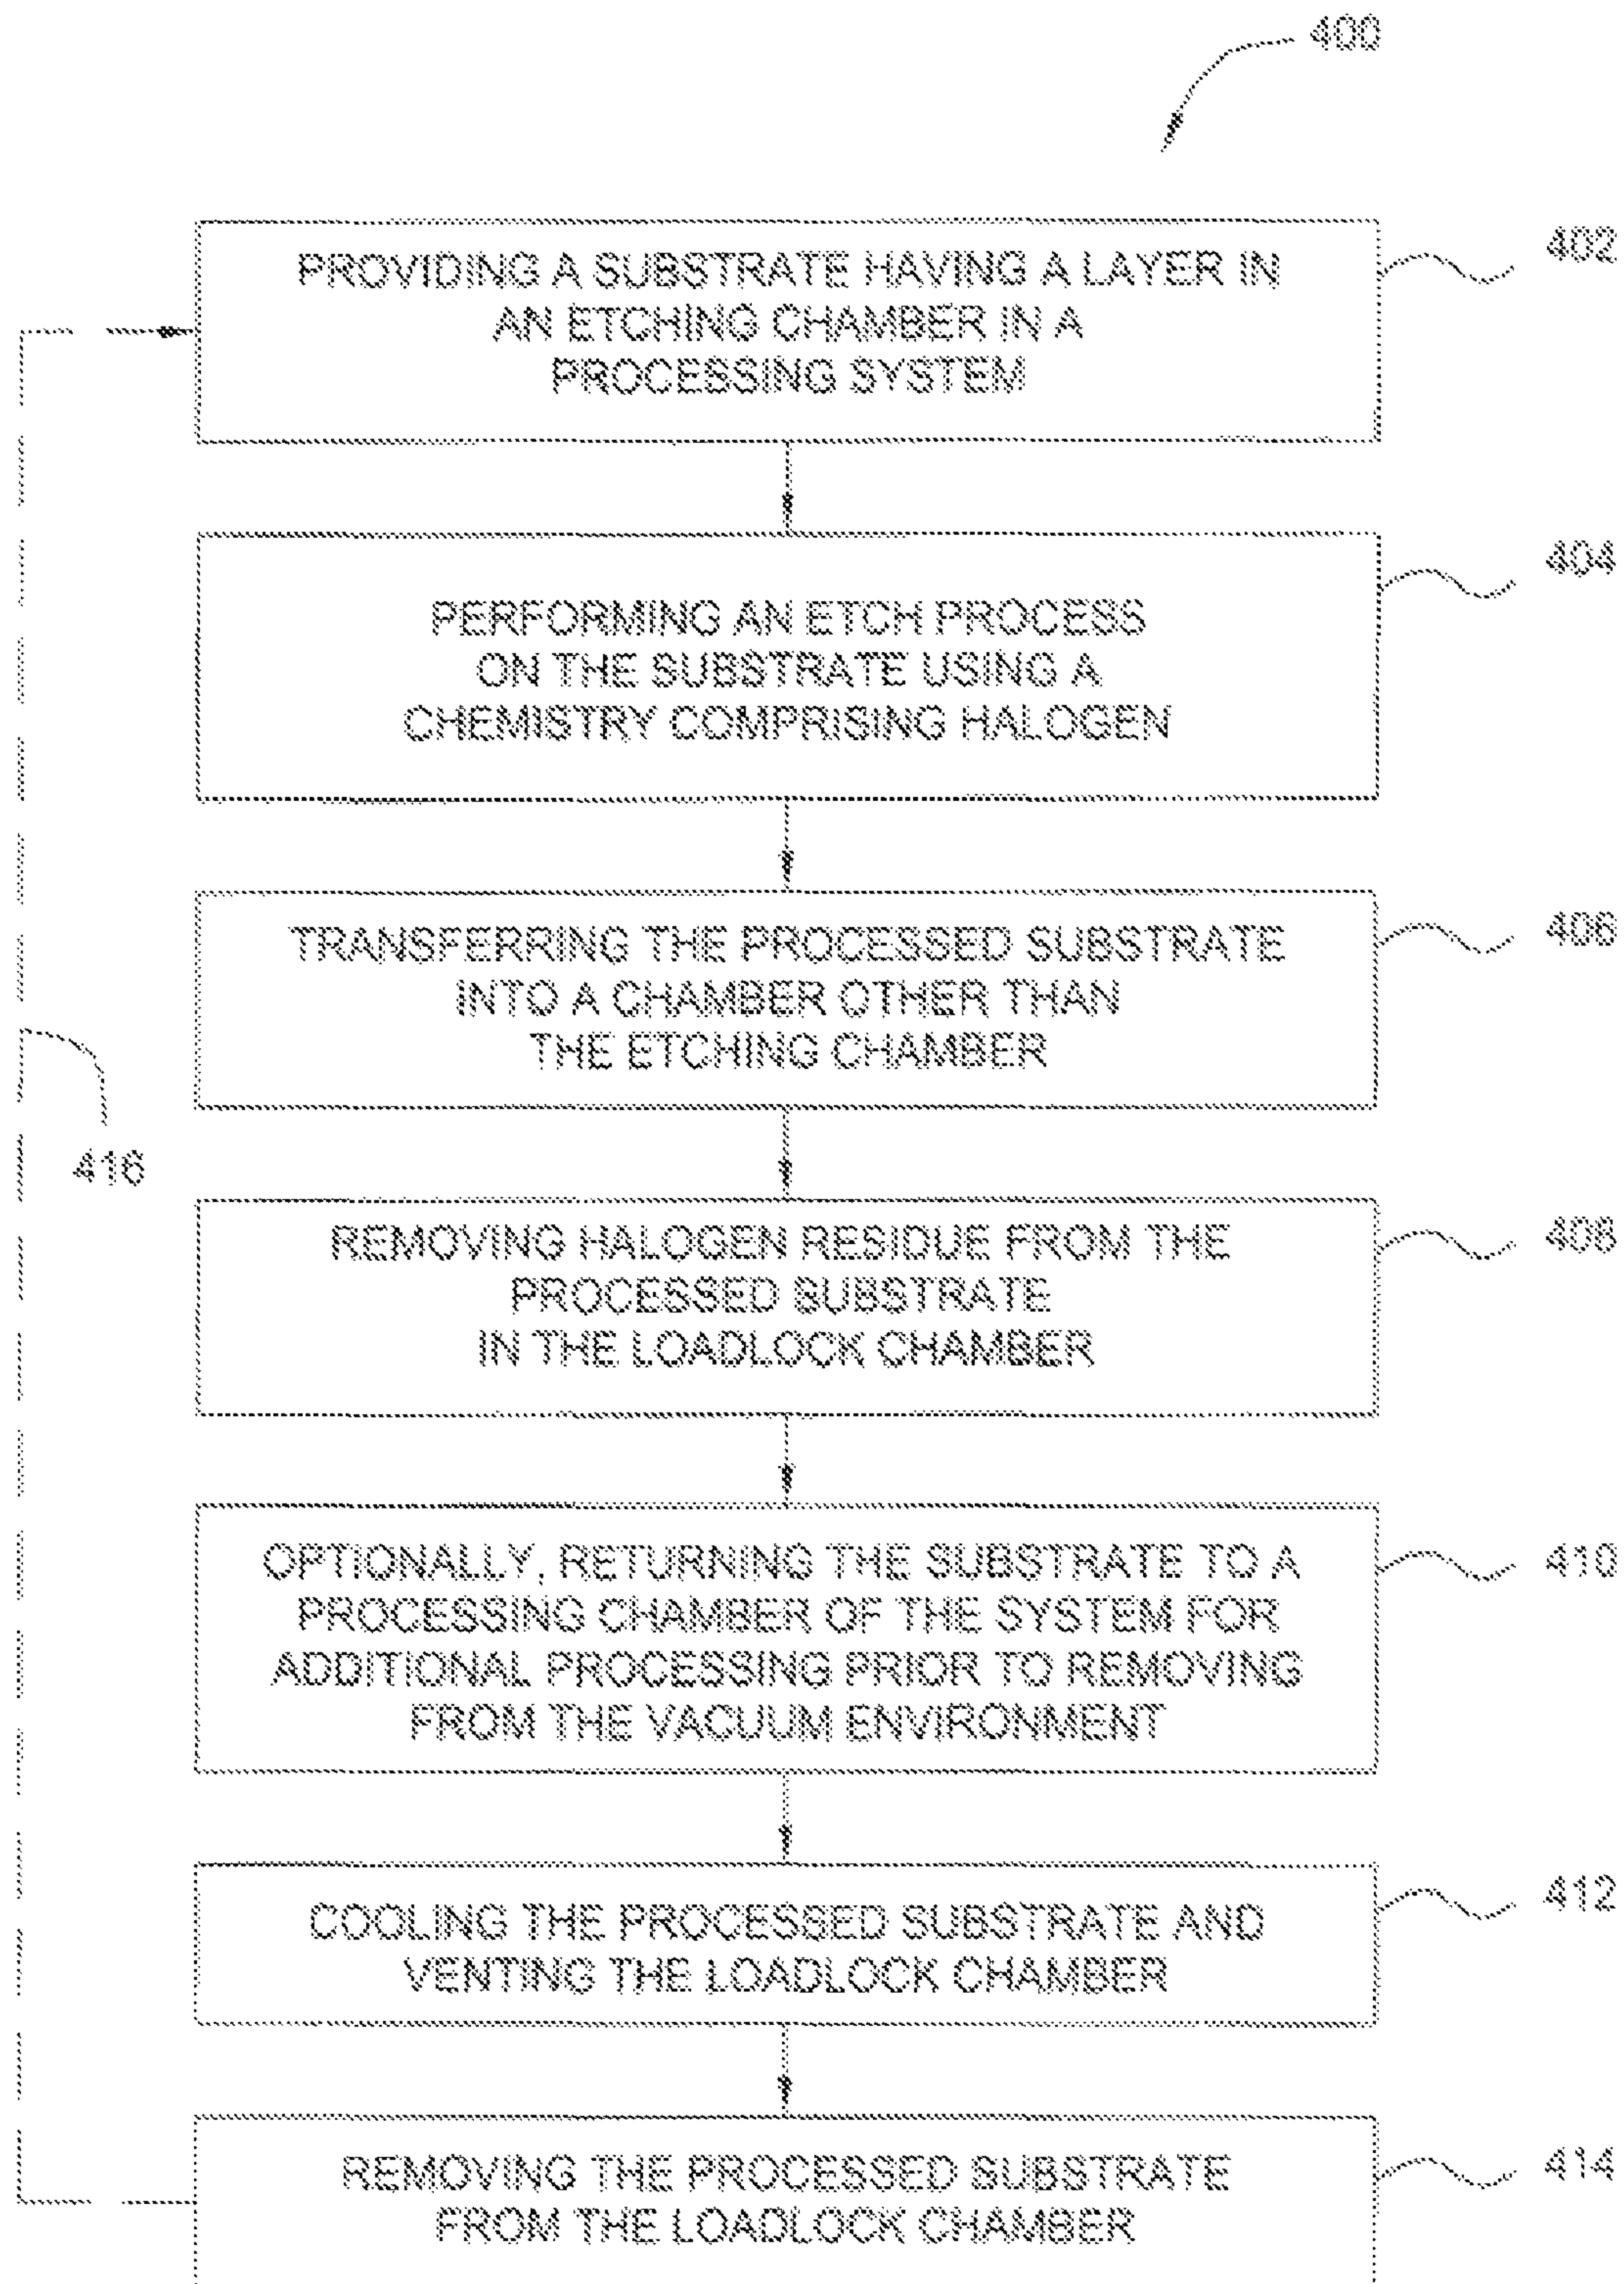 400
PROVIDING A SUBSTRATE HAVING A LAYER IN
AN ETCHING CHAMBER IN A
PROCESSING SYSTEM
402
PERFORMING AN ETCH PROCESS
ON THE SUBSTRATE USING A
CHEMISTRY COMPRISING HALOGEN
404
TRANSFERRING THE PROCESSED SUBSTRATE
INTO A CHAMBER OTHER THAN
THE ETCHING CHAMBER
406
416
REMOVING HALOGEN RESIDUE FROM THE
PROCESSED SUBSTRATE
IN THE LOADLOCK CHAMBER
408
OPTIONALLY, RETURNING THE SUBSTRATE TO A
PROCESSING CHAMBER OF THE SYSTEM FOR
ADDITIONAL PROCESSING PRIOR TO REMOVING
FROM THE VACUUM ENVIRONMENT
410
COOLING THE PROCESSED SUBSTRATE AND
VENTING THE LOADLOCK CHAMBER
412
REMOVING THE PROCESSED SUBSTRATE
FROM THE LOADLOCK CHAMBER
414